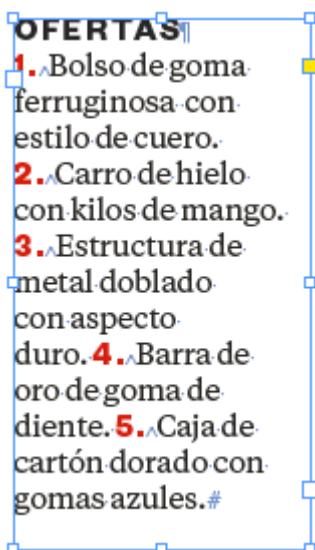 OFERTAS
1. Bolso de goma
ferruginosa con
estilo de cuero.
2. Carro de hielo
con kilos de mango.
3. Estructura de
metal doblado
con aspecto
duro. 4. Barra de
oro de goma de
diente. 5. Caja de
cartón dorado con
gomas azules.